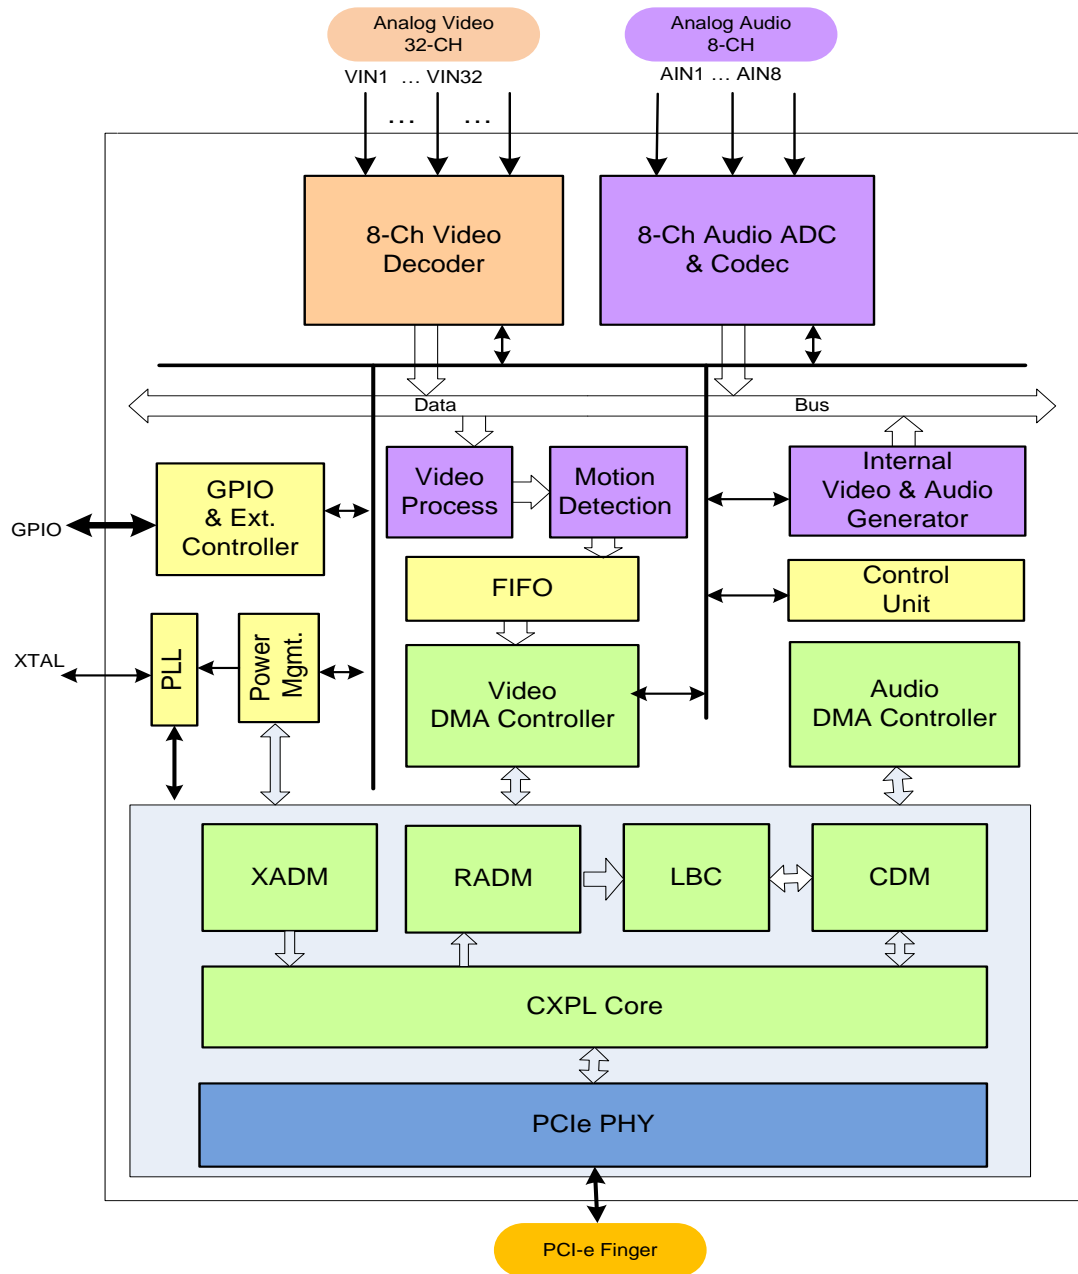 Analog Video
32-CH
Analog Audio
8-CH
VIN1 ... VIN32
AIN1 ... AIN8
... ...
8-Ch Video
Decoder
8-Ch Audio ADC
& Codec
Data Bus
GPIO
GPIO
& Ext.
Controller
Video
Process
Motion
Detection
Internal
Video & Audio
Generator
FIFO
Control
Unit
XTAL
PLL
Power
Mgmt.
Video
DMA Controller
Audio
DMA Controller
XADM
RADM
LBC
CDM
CXPL Core
PCIe PHY
PCI-e Finger